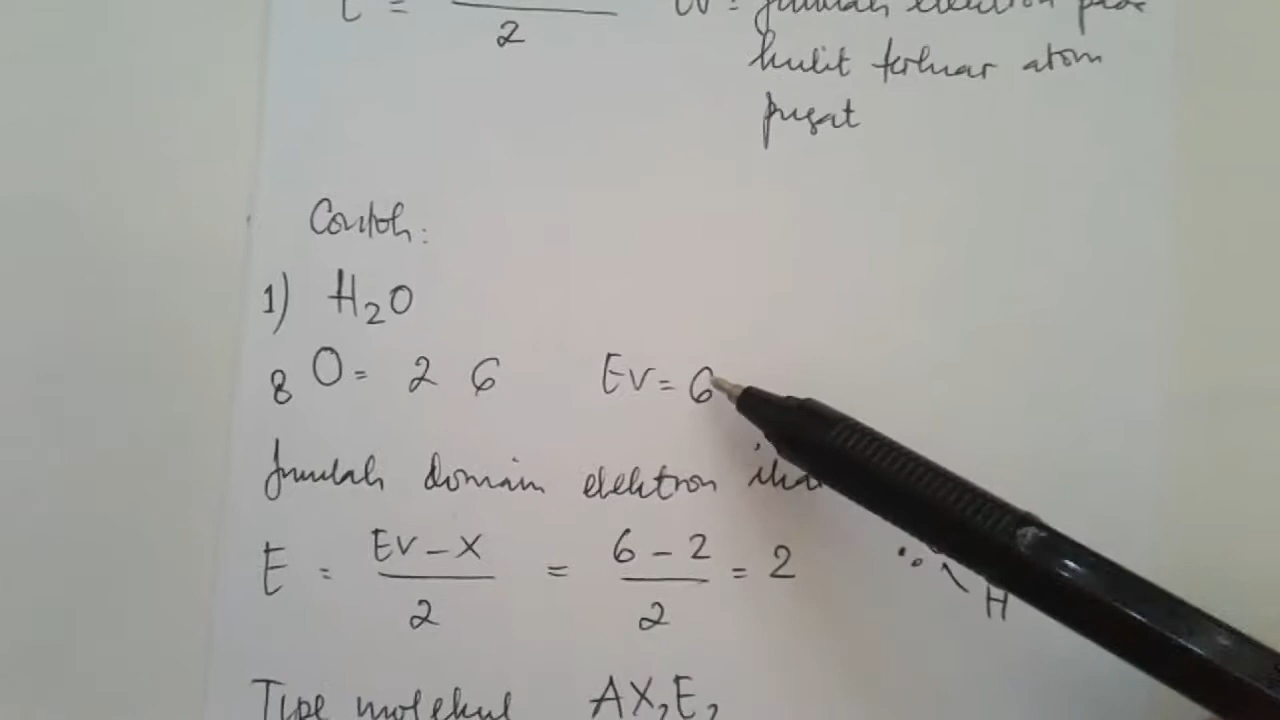 E = 2 EV = jumlah elektron pada
kulit terluar atom
pusat
Contoh:
1) H₂O
₈O = 2 6 EV = 6
Jumlah domain elektron
E = EV – X / 2 = 6 – 2 / 2 = 2
H
Type molekul AX₂E₂